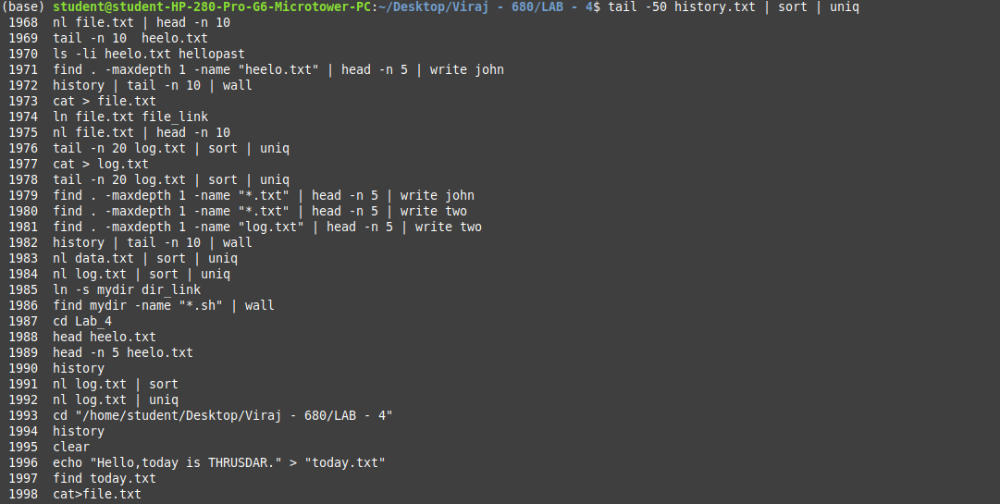 (base) student@student-HP-280-Pro-G6-Microtower-PC:~/Desktop/Viraj - 680/LAB - 4$ tail -50 history.txt | sort | uniq
1968  nl file.txt | head -n 10
1969  tail -n 10  heelo.txt
1970  ls -li heelo.txt hellopast
1971  find . -maxdepth 1 -name "heelo.txt" | head -n 5 | write john
1972  history | tail -n 10 | wall
1973  cat > file.txt
1974  ln file.txt file_link
1975  nl file.txt | head -n 10
1976  tail -n 20 log.txt | sort | uniq
1977  cat > log.txt
1978  tail -n 20 log.txt | sort | uniq
1979  find . -maxdepth 1 -name "*.txt" | head -n 5 | write john
1980  find . -maxdepth 1 -name "*.txt" | head -n 5 | write two
1981  find . -maxdepth 1 -name "log.txt" | head -n 5 | write two
1982  history | tail -n 10 | wall
1983  nl data.txt | sort | uniq
1984  nl log.txt | sort | uniq
1985  ln -s mydir dir_link
1986  find mydir -name "*.sh" | wall
1987  cd Lab_4
1988  head heelo.txt
1989  head -n 5 heelo.txt
1990  history
1991  nl log.txt | sort
1992  nl log.txt | uniq
1993  cd "/home/student/Desktop/Viraj - 680/LAB - 4"
1994  history
1995  clear
1996  echo "Hello,today is THRUSDAR." > "today.txt"
1997  find today.txt
1998  cat>file.txt